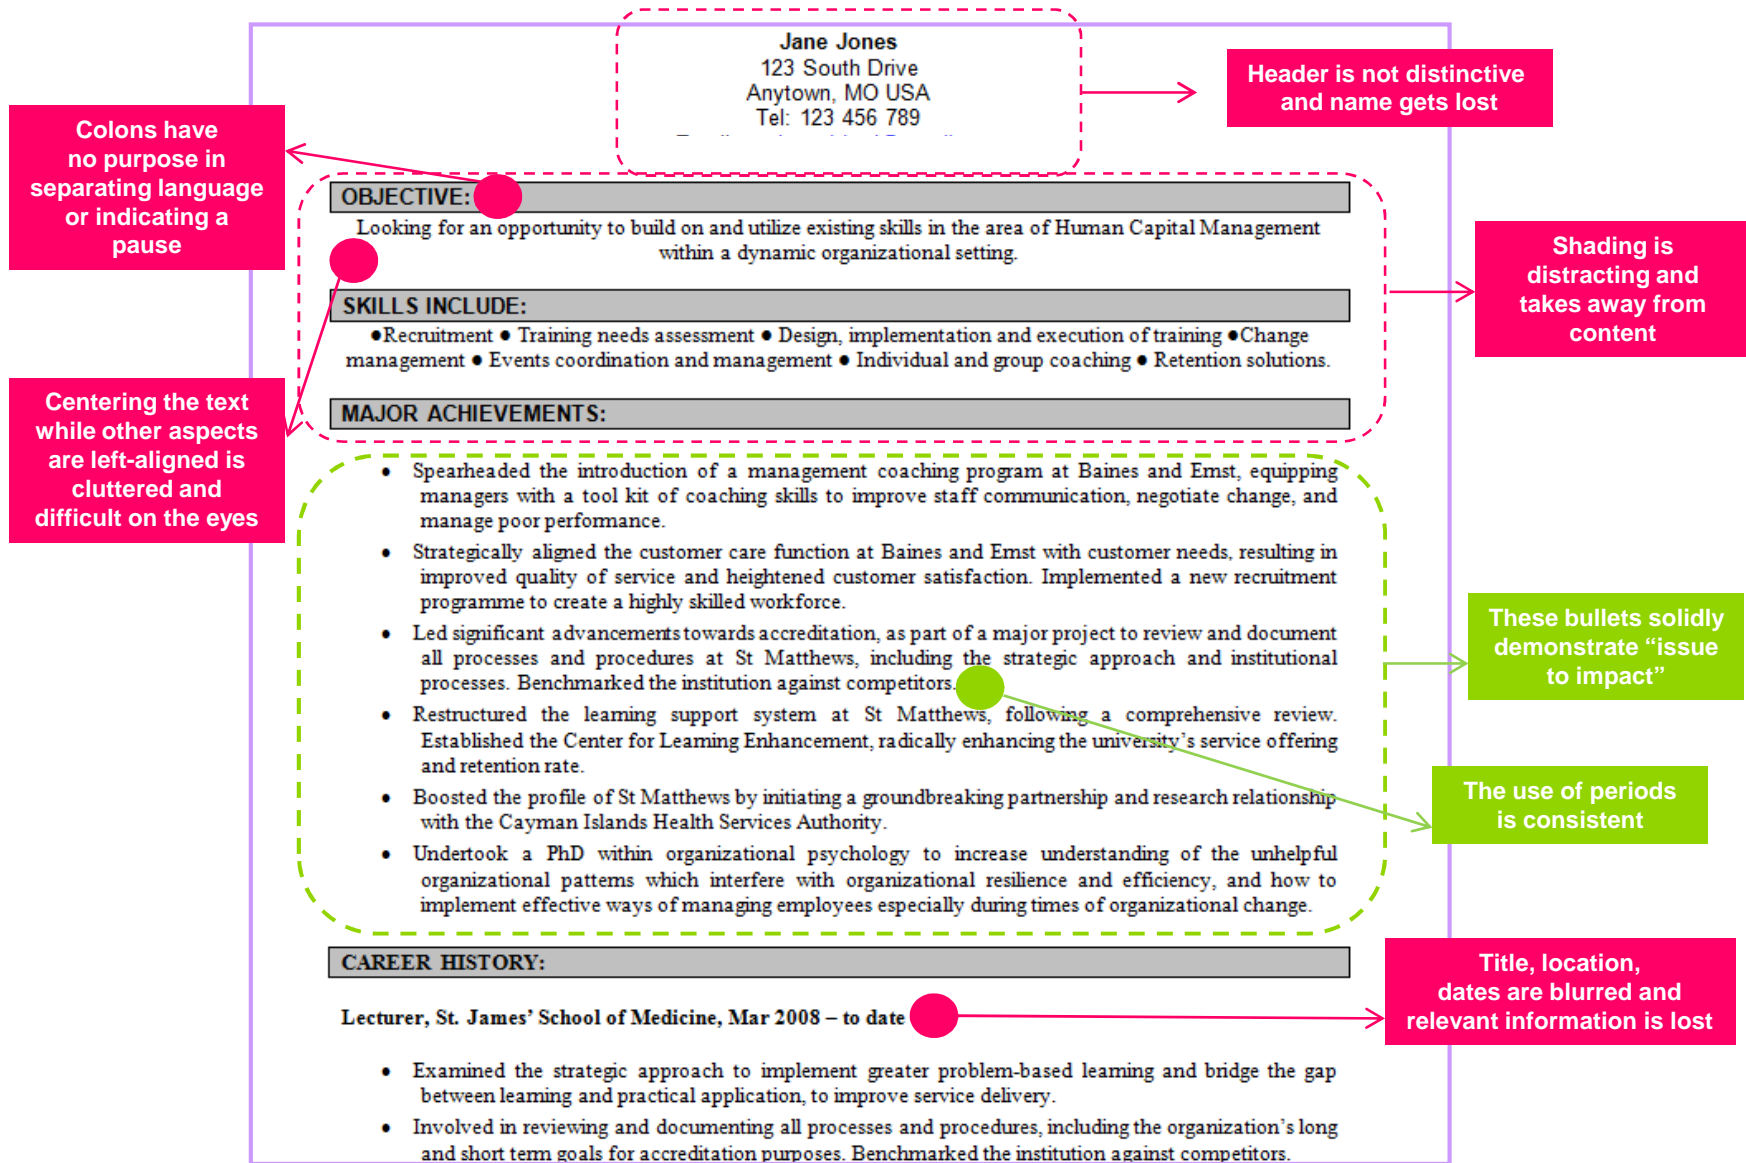 Jane Jones
123 South Drive
Anytown, MO USA
Tel: 123 456 789
Header is not distinctive
and name gets lost
Colons have
no purpose in
separating language
or indicating a
pause
OBJECTIVE:
Looking for an opportunity to build on and utilize existing skills in the area of Human Capital Management
within a dynamic organizational setting.
Shading is
distracting and
takes away from
content
SKILLS INCLUDE:
●Recruitment ● Training needs assessment ● Design, implementation and execution of training ●Change
management ● Events coordination and management ● Individual and group coaching ● Retention solutions.
Centering the text
while other aspects
are left-aligned is
cluttered and
difficult on the eyes
MAJOR ACHIEVEMENTS:
● Spearheaded the introduction of a management coaching program at Baines and Ernst, equipping
managers with a tool kit of coaching skills to improve staff communication, negotiate change, and
manage poor performance.
● Strategically aligned the customer care function at Baines and Ernst with customer needs, resulting in
improved quality of service and heightened customer satisfaction. Implemented a new recruitment
programme to create a highly skilled workforce.
● Led significant advancements towards accreditation, as part of a major project to review and document
all processes and procedures at St Matthews, including the strategic approach and institutional
processes. Benchmarked the institution against competitors.
● Restructured the learning support system at St Matthews, following a comprehensive review.
Established the Center for Learning Enhancement, radically enhancing the university's service offering
and retention rate.
● Boosted the profile of St Matthews by initiating a groundbreaking partnership and research relationship
with the Cayman Islands Health Services Authority.
● Undertook a PhD within organizational psychology to increase understanding of the unhelpful
organizational patterns which interfere with organizational resilience and efficiency, and how to
implement effective ways of managing employees especially during times of organizational change.
These bullets solidly
demonstrate “issue
to impact”
The use of periods
is consistent
CAREER HISTORY:
Title, location,
dates are blurred and
relevant information is lost
Lecturer, St. James' School of Medicine, Mar 2008 – to date
● Examined the strategic approach to implement greater problem-based learning and bridge the gap
between learning and practical application, to improve service delivery.
● Involved in reviewing and documenting all processes and procedures, including the organization's long
and short term goals for accreditation purposes. Benchmarked the institution against competitors.